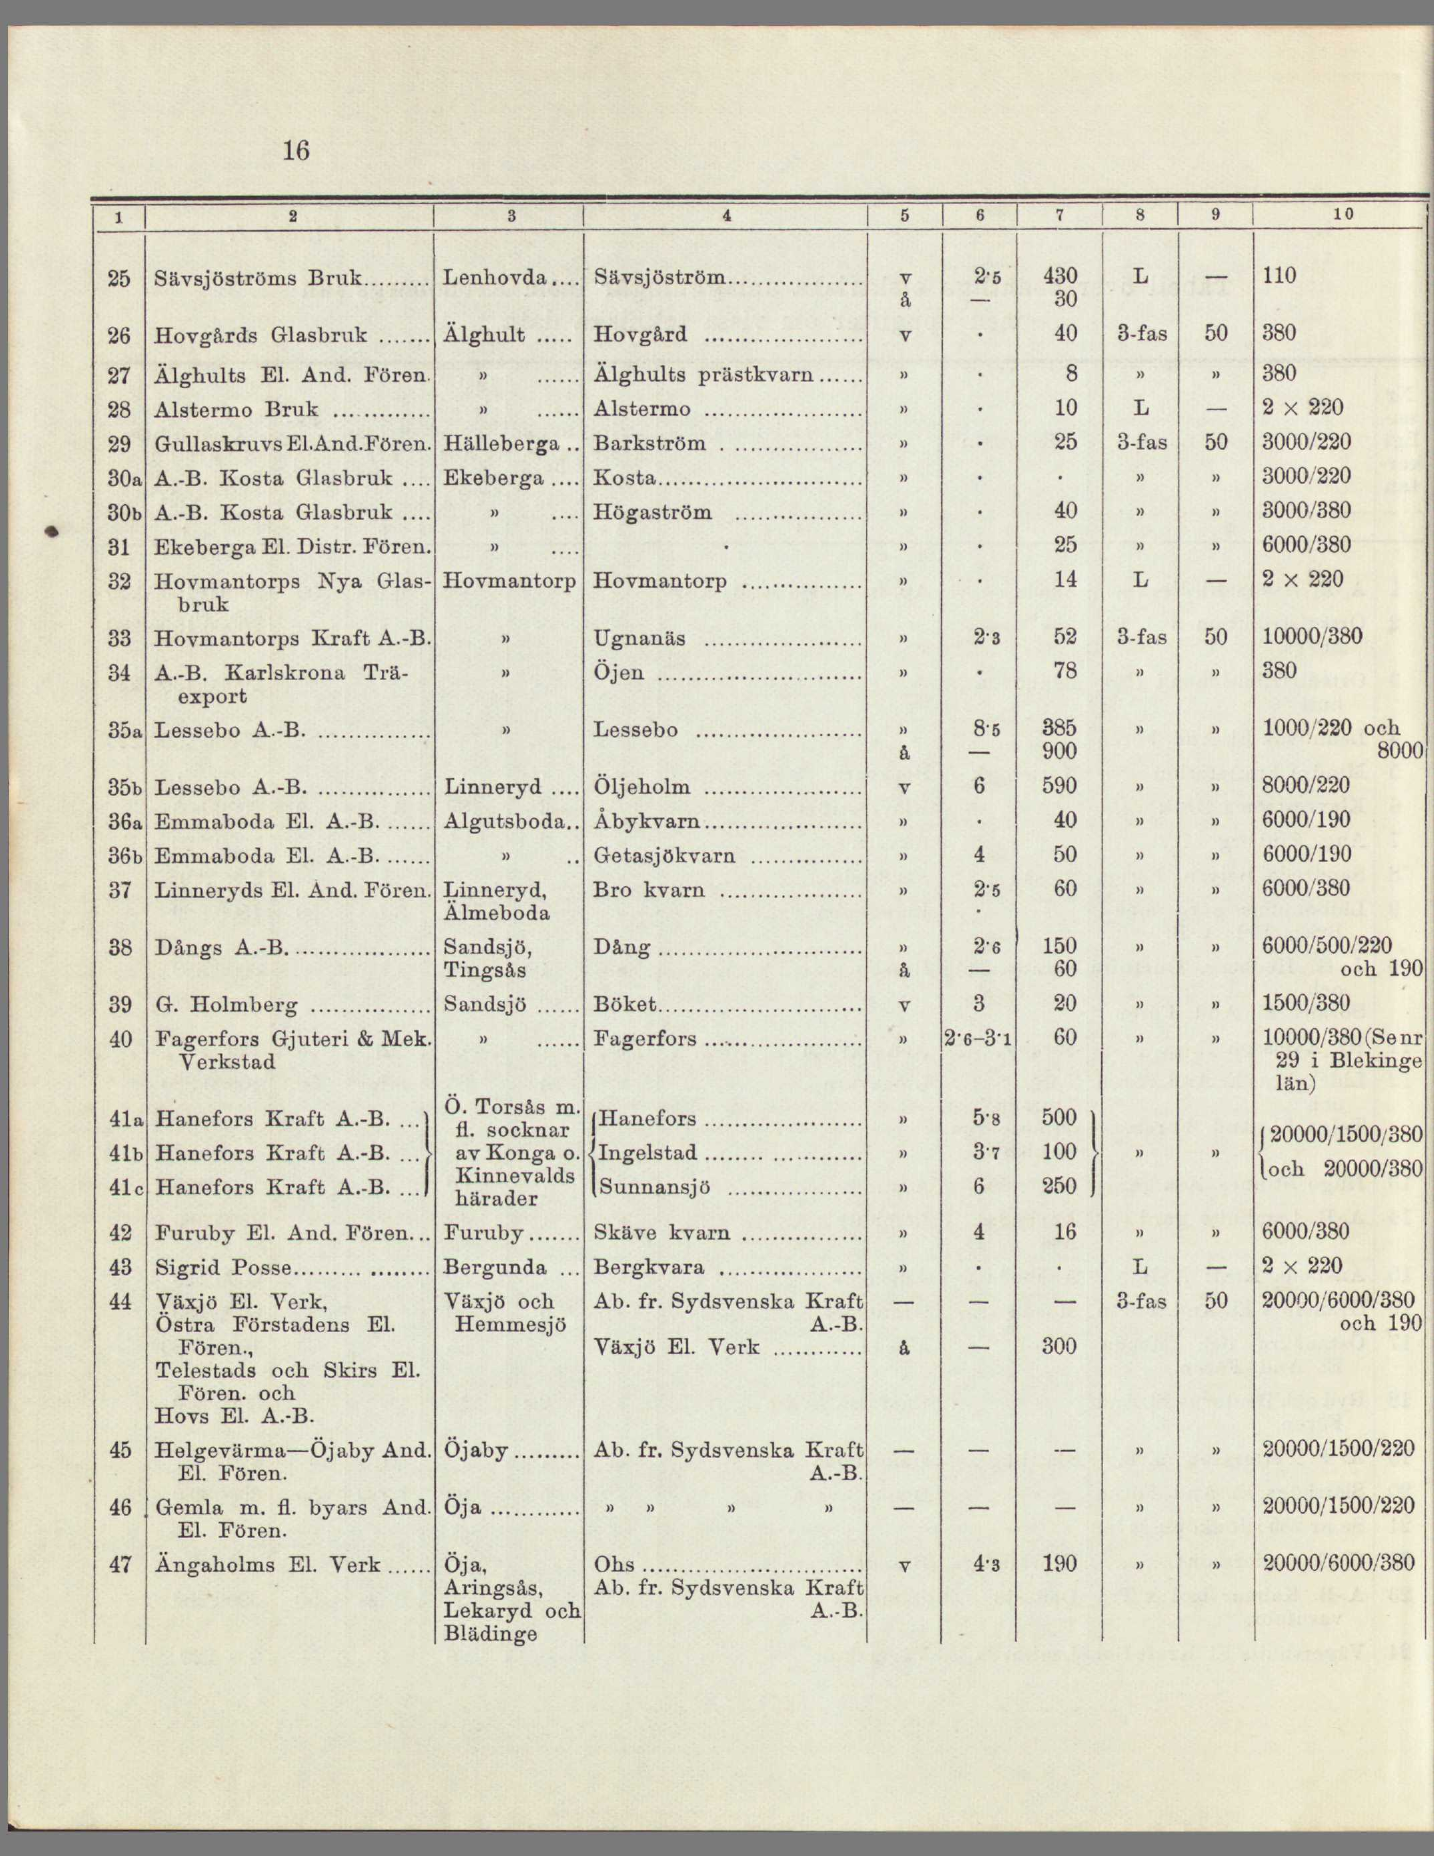 16
1 2 3 4 5 6 7 8 9 10
25 Sävsjöströms Bruk......... Lenhovda.... Sävsjöström.................. v 2·5 430 L — 110
å — 30
26 Hovgårds Glasbruk ....... Älghult ..... Hovgård ..................... v · 40 3-fas 50 380
27 Älghults El. And. Fören. » ...... Älghults prästkvarn...... » · 8 » » 380
28 Alstermo Bruk ............. » ...... Alstermo ..................... » · 10 L — 2 × 220
29 Gullaskruvs El.And.Fören. Hälleberga .. Barkström . ................. » · 25 3-fas 50 3000/220
30a A.-B. Kosta Glasbruk .... Ekeberga .... Kosta........................... » · · » » 3000/220
30b A.-B. Kosta Glasbruk .... » .... Högaström ................. » · 40 » » 3000/380
31 Ekeberga El. Distr. Fören. » .... · » · 25 » » 6000/380
32 Hovmantorps Nya Glas- Hovmantorp Hovmantorp ................ » · 14 L — 2 × 220
bruk
33 Hovmantorps Kraft A.-B. » Ugnanäs ..................... » 2·3 52 3-fas 50 10000/380
34 A.-B. Karlskrona Trä- » Öjen ........................... » · 78 » » 380
export
35a Lessebo A.-B. ............... » Lessebo ...................... » 8·5 385 » » 1000/220 och
å — 900 8000
35b Lessebo A.-B. ............... Linneryd .... Öljeholm ..................... v 6 590 » » 8000/220
36a Emmaboda El. A.-B. ...... Algutsboda.. Åbykvarn..................... » · 40 » » 6000/190
36b Emmaboda El. A.-B. ...... » .. Getasjökvarn ............... » 4 50 » » 6000/190
37 Linneryds El. And. Fören. Linneryd, Bro kvarn ................... » 2·5 60 » » 6000/380
Älmeboda ·
38 Dångs A.-B................... Sandsjö, Dång ........................... » 2·6 150 » » 6000/500/220
Tingsås å — 60 och 190
39 G. Holmberg ................ Sandsjö ...... Böket........................... v 3 20 » » 1500/380
40 Fagerfors Gjuteri & Mek. » ...... Fagerfors ..................... » 2·6–3·1 60 » » 10000/380 (Se nr
Verkstad 29 i Blekinge
län)
Ö. Torsås m.
41a Hanefors Kraft A.-B. ... Hanefors ..................... » 5·8 500
fl. socknar 20000/1500/380
41b Hanefors Kraft A.-B. ... av Konga o. Ingelstad .................... » 3·7 100 » »
Kinnevalds och 20000/380
41c Hanefors Kraft A.-B. ... Sunnansjö .................. » 6 250
härader
42 Furuby El. And. Fören... Furuby....... Skäve kvarn ................ » 4 16 » » 6000/380
43 Sigrid Posse................. Bergunda ... Bergkvara ................... » · · L — 2 × 220
44 Växjö El. Verk, Växjö och Ab. fr. Sydsvenska Kraft — — — 3-fas 50 20000/6000/380
Östra Förstadens El. Hemmesjö A.-B. och 190
Fören., Växjö El. Verk ............ å — 300
Telestads och Skirs El.
Fören. och
Hovs El. A.-B.
45 Helgevärma—Öjaby And. Öjaby ......... Ab. fr. Sydsvenska Kraft — — — » » 20000/1500/220
El. Fören. A.-B.
46 Gemla m. fl. byars And. Öja ............ » » » » — — — » » 20000/1500/220
El. Fören.
47 Ängaholms El. Verk ...... Öja, Ohs ............................. v 4·3 190 » » 20000/6000/380
Aringsås, Ab. fr. Sydsvenska Kraft
Lekaryd och A.-B.
Blädinge